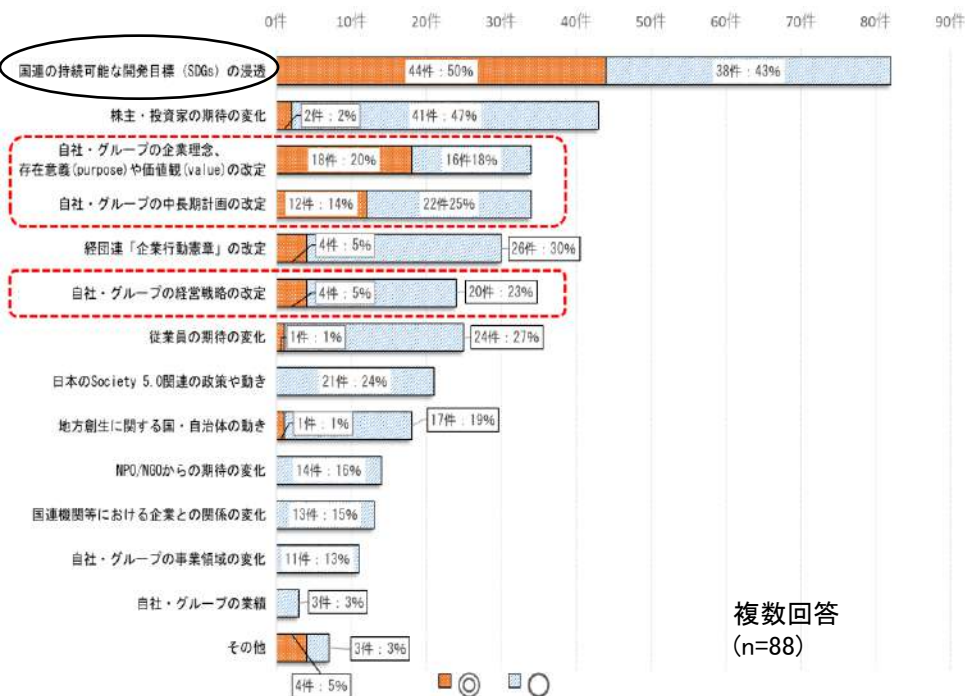 0件 10件 20件 30件 40件 50件 60件 70件 80件 90件
国連の持続可能な開発目標（SDGs）の浸透 44件：50% 38件：43%
株主・投資家の期待の変化 2件：2% 41件：47%
自社・グループの企業理念、
存在意義(purpose)や価値観(value)の改定 18件：20% 16件18%
自社・グループの中長期計画の改定 12件：14% 22件25%
経団連「企業行動憲章」の改定 4件：5% 26件：30%
自社・グループの経営戦略の改定 4件：5% 20件：23%
従業員の期待の変化 1件：1% 24件：27%
日本のSociety 5.0関連の政策や動き 21件：24%
地方創生に関する国・自治体の動き 1件：1% 17件：19%
NPO/NGOからの期待の変化 14件：16%
国連機関等における企業との関係の変化 13件：15%
自社・グループの事業領域の変化 11件：13%
自社・グループの業績 3件：3%
その他 3件：3%
4件：5%
◎ ○
複数回答
(n=88)